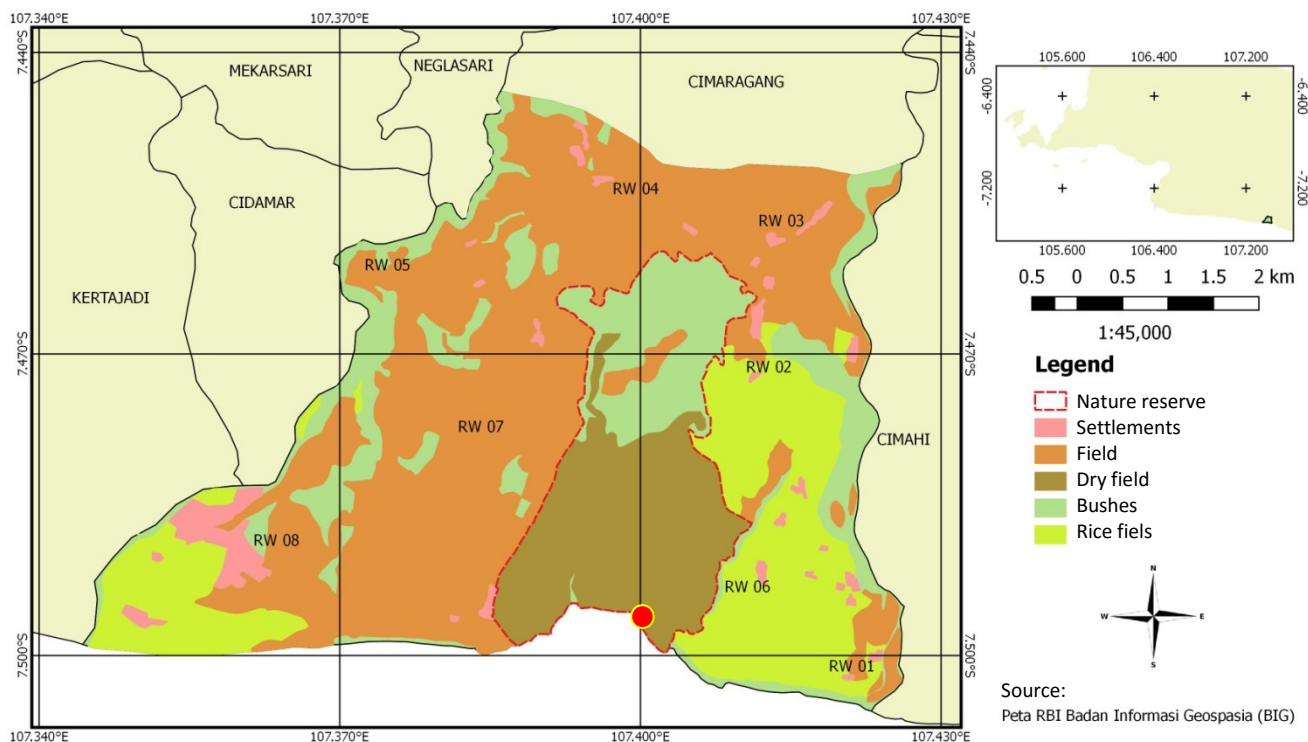 107.340°E 107.370°E 107.400°E 107.430°E
7.440°S
7.440°S
MEKARSARI
NEGLASARI
CIMARAGANG
RW 04
CIDAMAR
RW 03
RW 05
KERTAJADI
7.470°S
7.470°S
RW 02
RW 07
CIMAHI
RW 08
RW 06
RW 01
7.500°S
7.500°S
107.340°E 107.370°E 107.400°E 107.430°E
105.600 106.400 107.200
-6.400
-6.400
-7.200
-7.200
105.600 106.400 107.200
0.5 0 0.5 1 1.5 2 km
1:45,000
Legend
Nature reserve
Settlements
Field
Dry field
Bushes
Rice fiels
N
W E
S
Source:
Peta RBI Badan Informasi Geospasia (BIG)